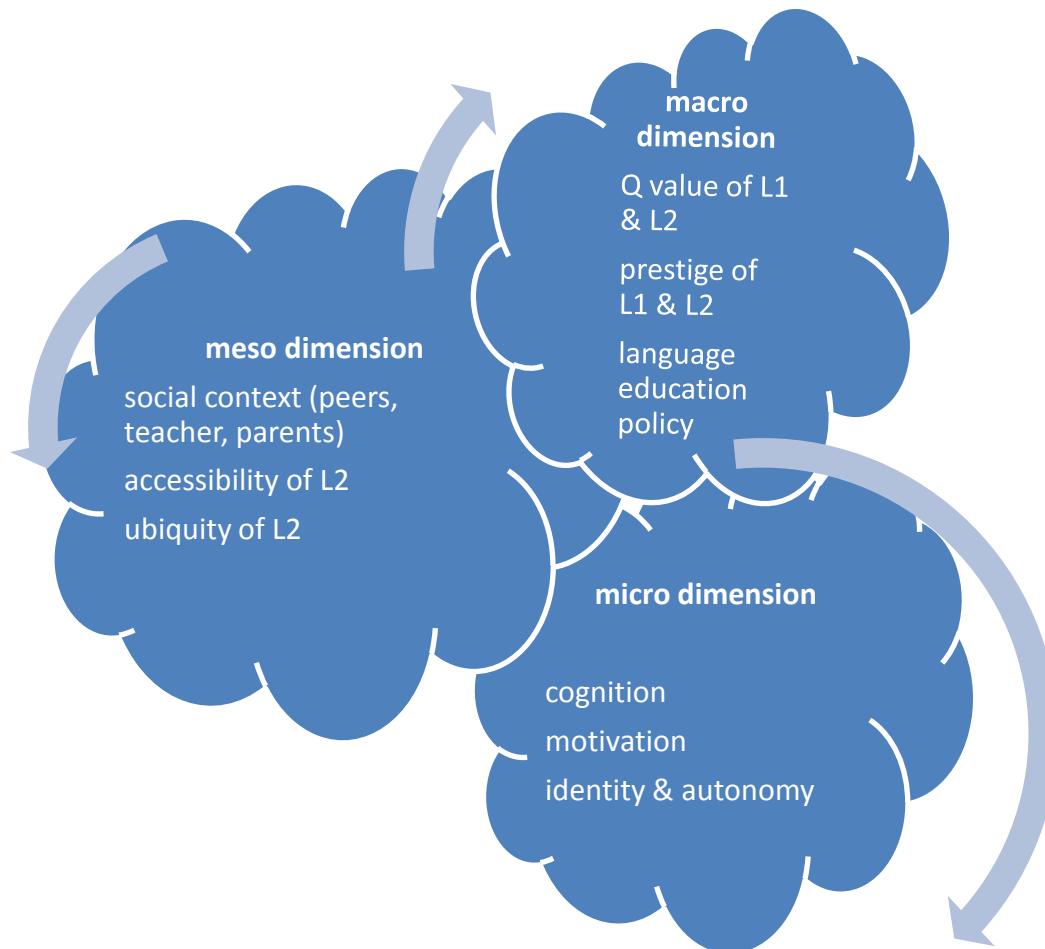 macro
dimension
Q value of L1
& L2
prestige of
L1 & L2
language
education
policy
meso dimension
social context (peers,
teacher, parents)
accessibility of L2
ubiquity of L2
micro dimension
cognition
motivation
identity & autonomy